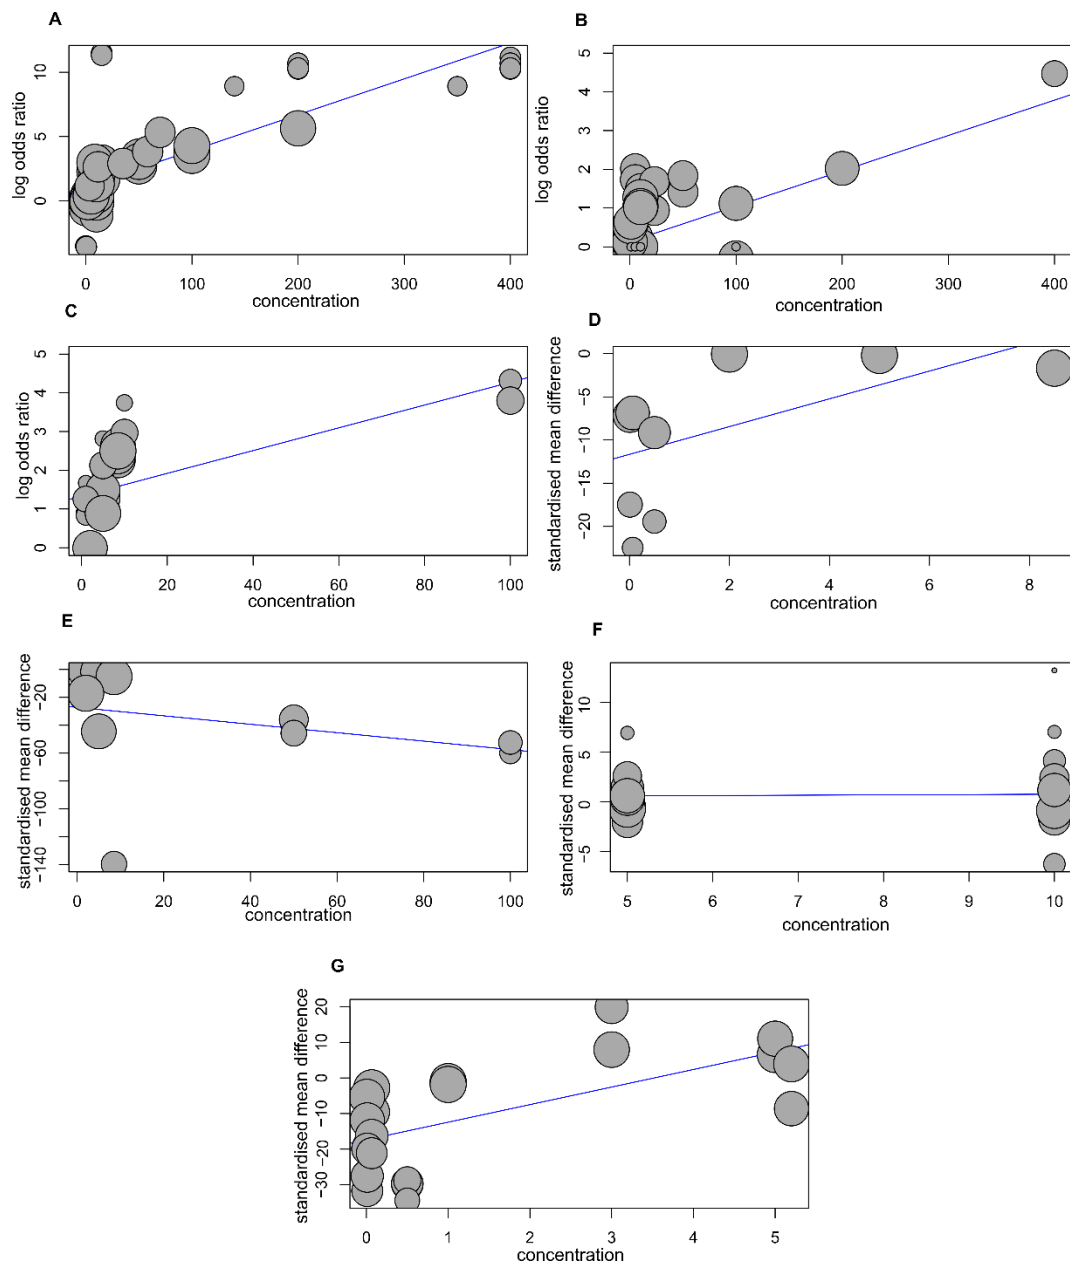 A
log odds ratio
0 5 10
0 100 200 300 400
concentration
B
log odds ratio
0 1 2 3 4 5
0 100 200 300 400
concentration
C
log odds ratio
0 1 2 3 4 5
0 20 40 60 80 100
concentration
D
standardised mean difference
−20 −15 −10 −5 0
0 2 4 6 8
concentration
E
standardised mean difference
−140 −100 −60 −20
0 20 40 60 80 100
concentration
F
standardised mean difference
−5 0 5 10
5 6 7 8 9 10
concentration
G
standardised mean difference
−30 −20 −10 0 10 20
0 1 2 3 4 5
concentration